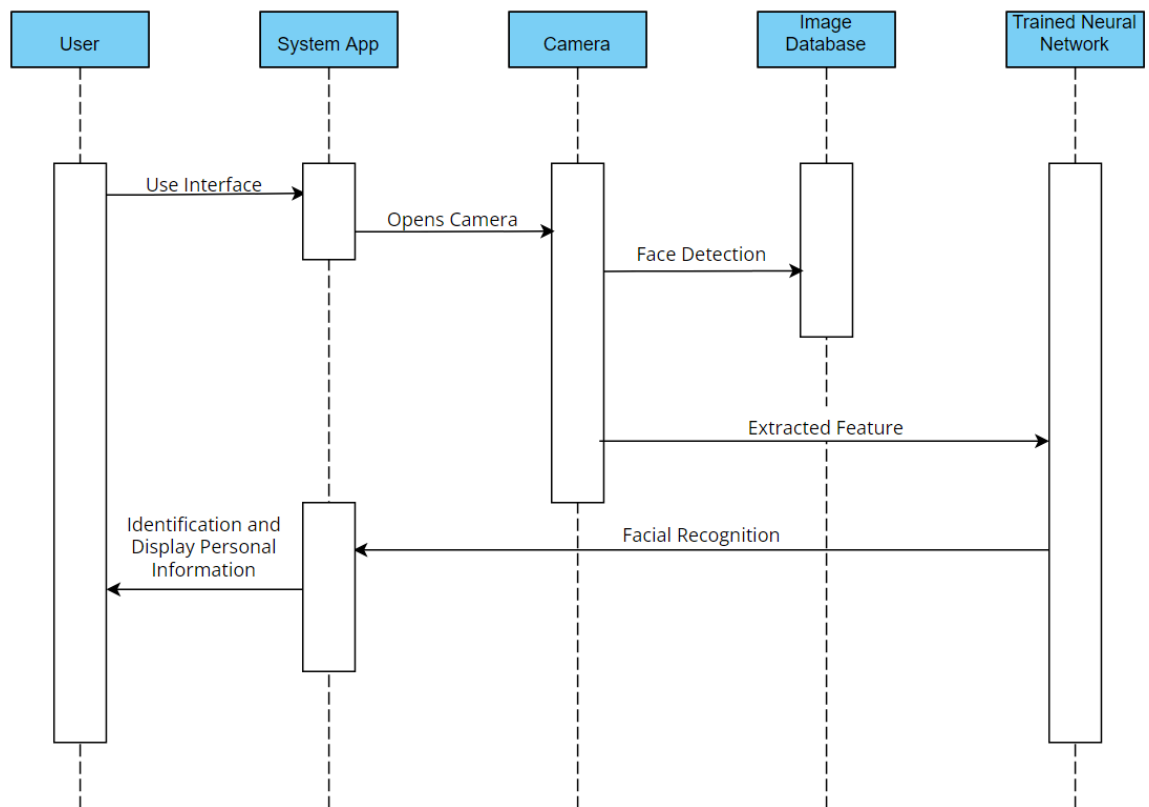 User
System App
Camera
Image
Database
Trained Neural
Network
Use Interface
Opens Camera
Face Detection
Extracted Feature
Identification and
Display Personal
Information
Facial Recognition